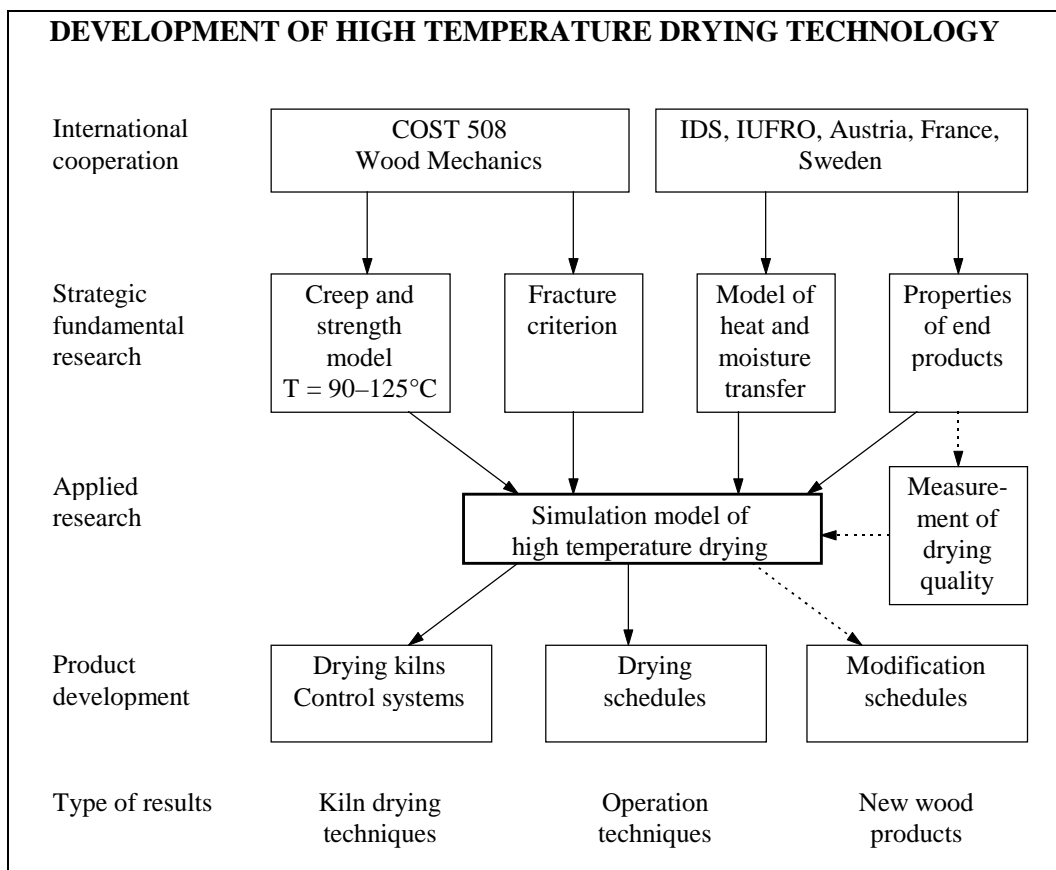 DEVELOPMENT OF HIGH TEMPERATURE DRYING TECHNOLOGY
International
cooperation
COST 508
Wood Mechanics
IDS, IUFRO, Austria, France,
Sweden
Strategic
fundamental
research
Creep and
strength
model
T = 90–125°C
Fracture
criterion
Model of
heat and
moisture
transfer
Properties
of end
products
Applied
research
Simulation model of
high temperature drying
Measure-
ment of
drying
quality
Product
development
Drying kilns
Control systems
Drying
schedules
Modification
schedules
Type of results
Kiln drying
techniques
Operation
techniques
New wood
products